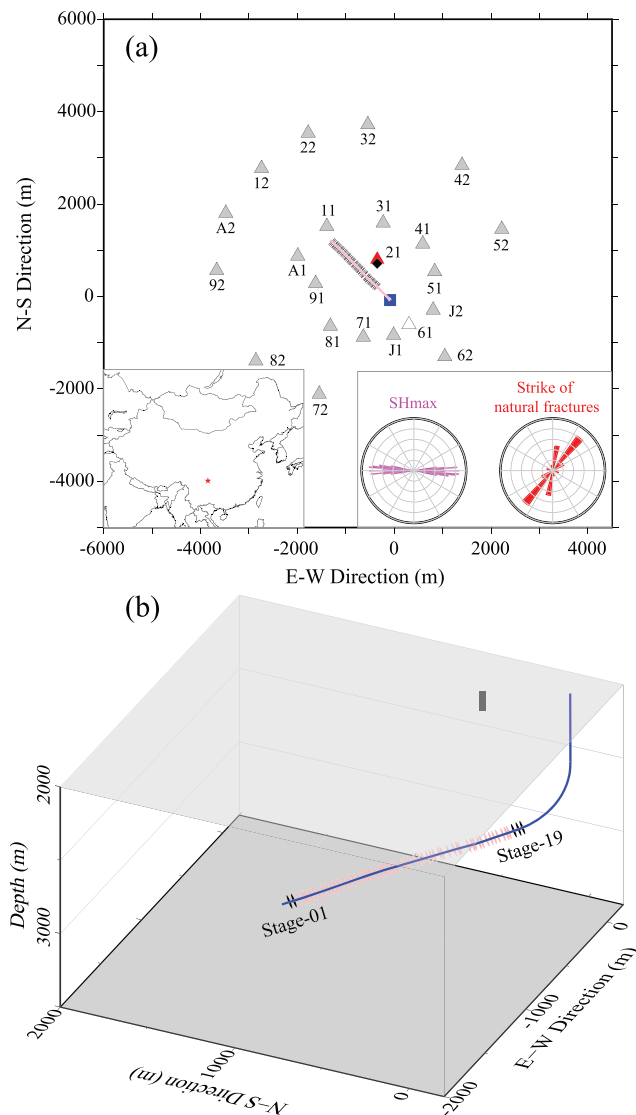 (a)
6000
4000
2000
0
-2000
-4000
N-S Direction (m)
32
22
42
12
A2
11
31
41
52
21
92
A1
91
51
J2
81
71
J1
61
62
82
72
SHmax
Strike of
natural fractures
-6000
-4000
-2000
0
2000
4000
E-W Direction (m)
(b)
2000
3000
Depth (m)
Stage-19
Stage-01
2000
1000
0
N–S Direction (m)
-2000
-1000
0
E–W Direction (m)